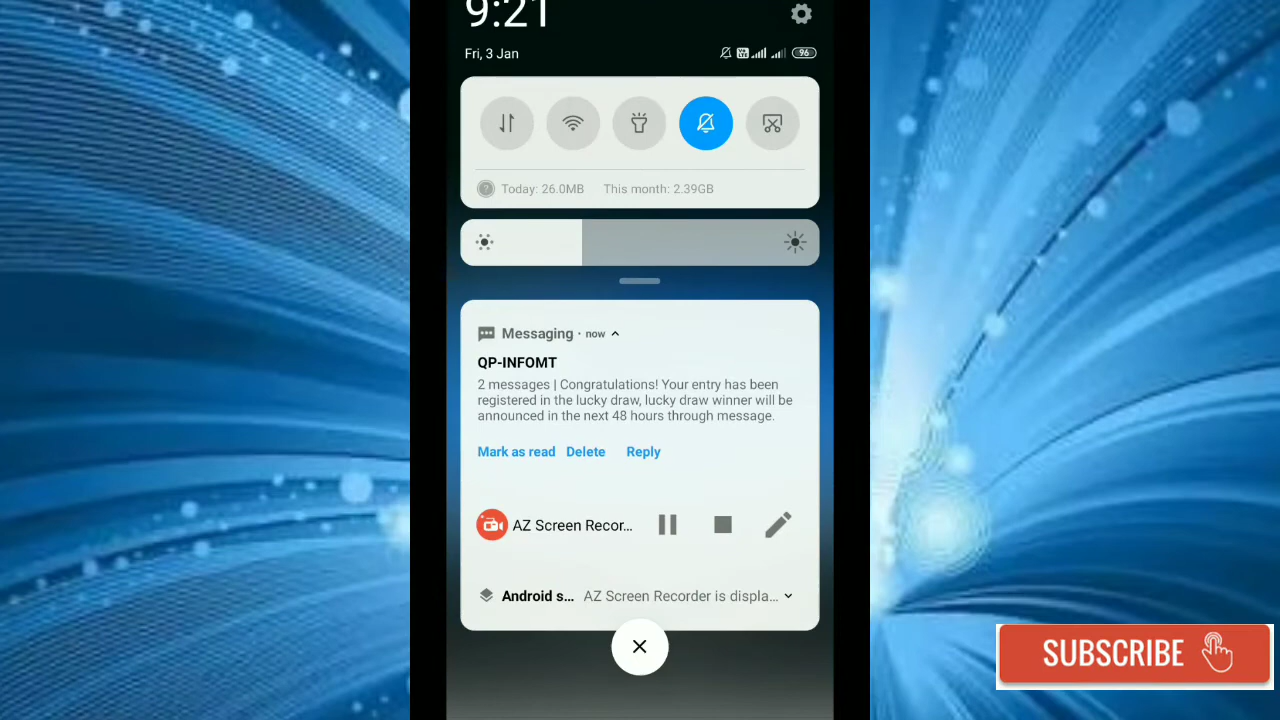 9:21
Fri, 3 Jan
96
Today: 26.0MB This month: 2.39GB
Messaging · now
QP-INFOMT
2 messages | Congratulations! Your entry has been
registered in the lucky draw, lucky draw winner will be
announced in the next 48 hours through message.
Mark as read Delete Reply
AZ Screen Recor...
Android s... AZ Screen Recorder is displa...
SUBSCRIBE